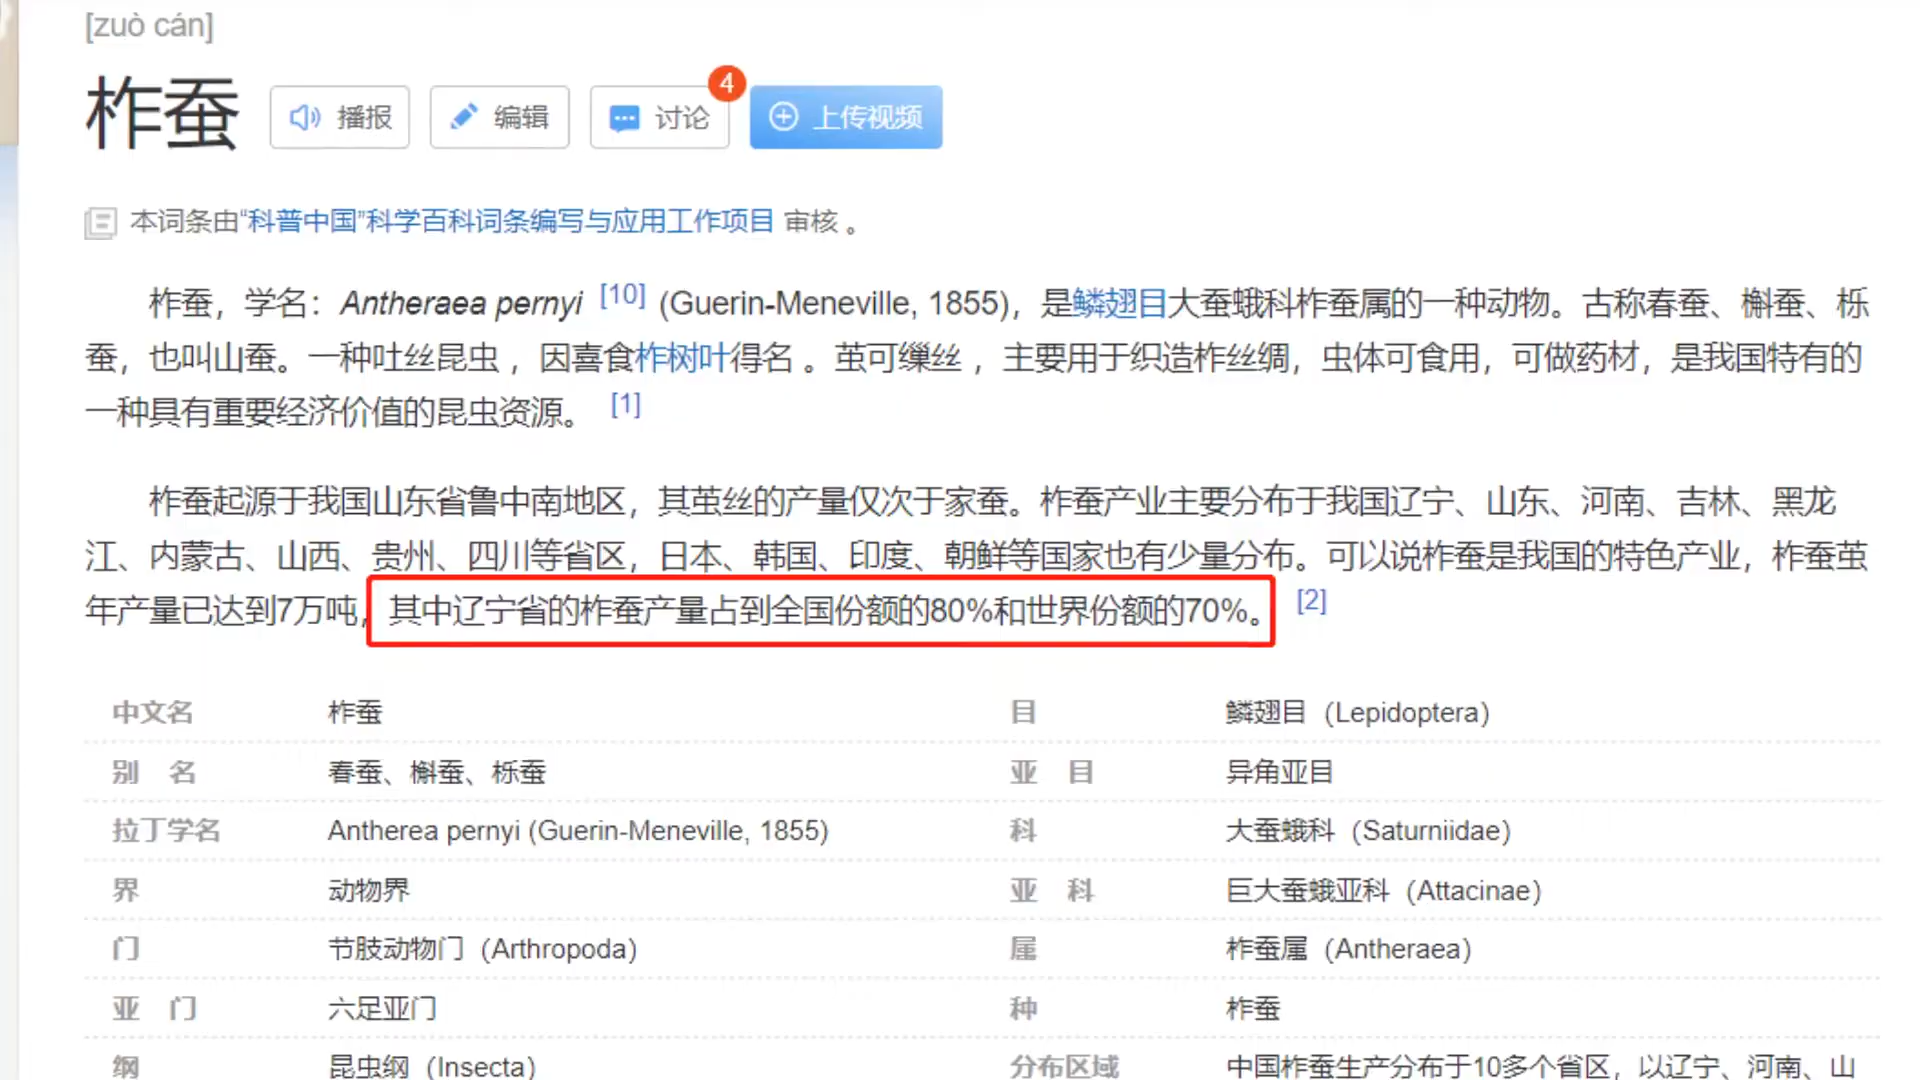 [zuò cán]
柞蚕 播报 编辑 讨论 4 上传视频
本词条由“科普中国”科学百科词条编写与应用工作项目 审核 。
柞蚕，学名：Antheraea pernyi [10] (Guerin-Meneville, 1855)，是鳞翅目大蚕蛾科柞蚕属的一种动物。古称春蚕、槲蚕、栎
蚕，也叫山蚕。一种吐丝昆虫 ，因喜食柞树叶得名 。茧可缫丝 ，主要用于织造柞丝绸，虫体可食用，可做药材，是我国特有的
一种具有重要经济价值的昆虫资源。 [1]
柞蚕起源于我国山东省鲁中南地区，其茧丝的产量仅次于家蚕。柞蚕产业主要分布于我国辽宁、山东、河南、吉林、黑龙
江、内蒙古、山西、贵州、四川等省区，日本、韩国、印度、朝鲜等国家也有少量分布。可以说柞蚕是我国的特色产业，柞蚕茧
年产量已达到7万吨，其中辽宁省的柞蚕产量占到全国份额的80%和世界份额的70%。 [2]
中文名 柞蚕 目 鳞翅目（Lepidoptera）
别 名 春蚕、槲蚕、栎蚕 亚 目 异角亚目
拉丁学名 Antherea pernyi (Guerin-Meneville, 1855) 科 大蚕蛾科（Saturniidae）
界 动物界 亚 科 巨大蚕蛾亚科（Attacinae）
门 节肢动物门（Arthropoda） 属 柞蚕属（Antheraea）
亚 门 六足亚门 种 柞蚕
纲 昆虫纲（Insecta） 分布区域 中国柞蚕生产分布于10多个省区，以辽宁、河南、山